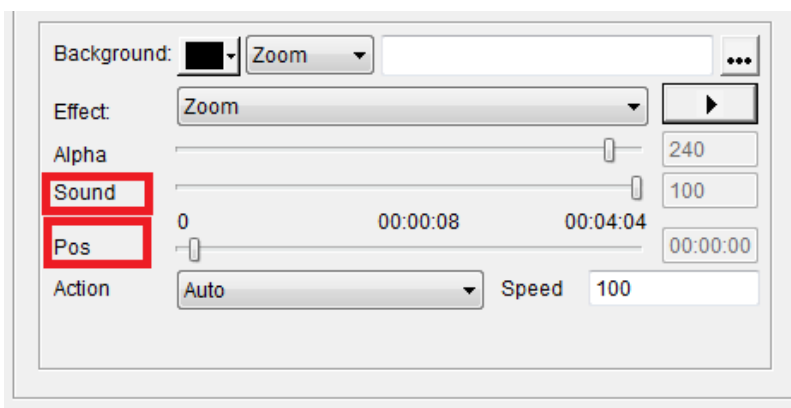 Background: Zoom ...
Effect: Zoom
Alpha 240
Sound 100
0 00:00:08 00:04:04
Pos 00:00:00
Action Auto Speed 100